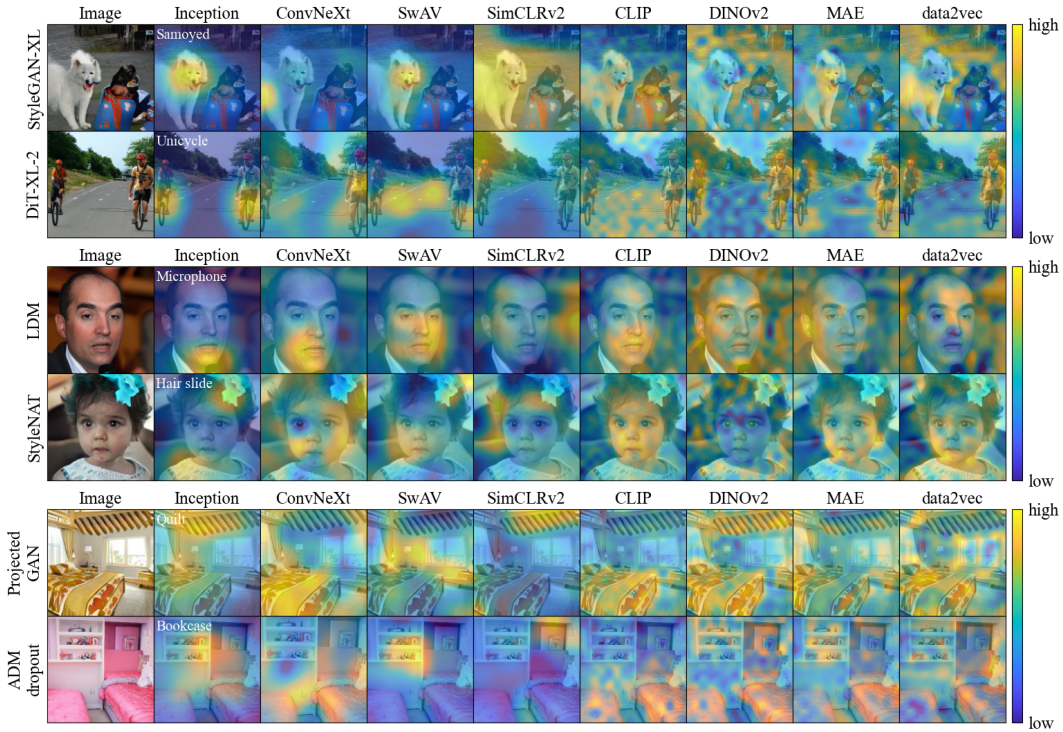 Image Inception ConvNeXt SwAV SimCLRv2 CLIP DINOv2 MAE data2vec
high
StyleGAN-XL
Samoyed
DiT-XL-2
Unicycle
low
Inception ConvNeXt SwAV SimCLRv2 CLIP DINOv2 MAE data2vec
high
LDM
Microphone
StyleNAT
Hair slide
low
Image Inception ConvNeXt SwAV SimCLRv2 CLIP DINOv2 MAE data2vec
high
Projected
GAN
Quilt
ADM
dropout
Bookcase
low